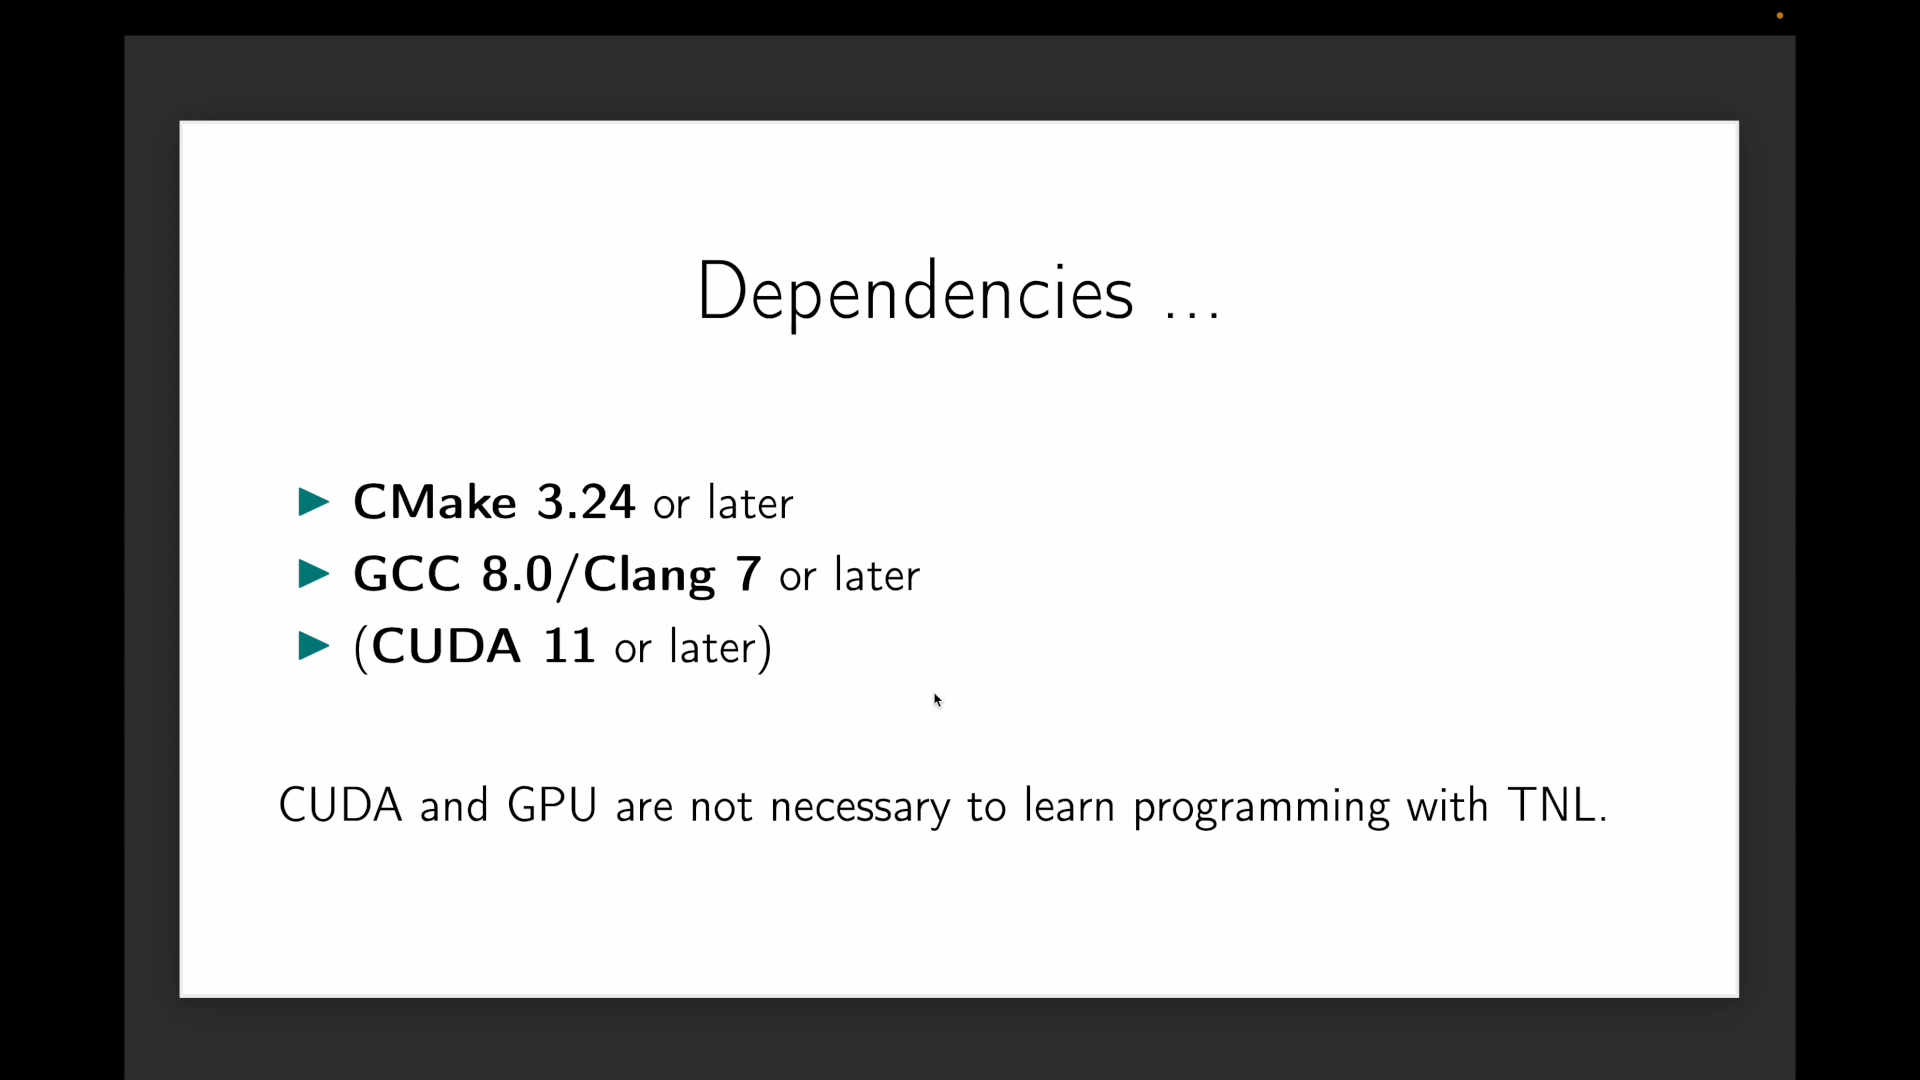 Dependencies ...
CMake 3.24 or later
GCC 8.0/Clang 7 or later
(CUDA 11 or later)
CUDA and GPU are not necessary to learn programming with TNL.